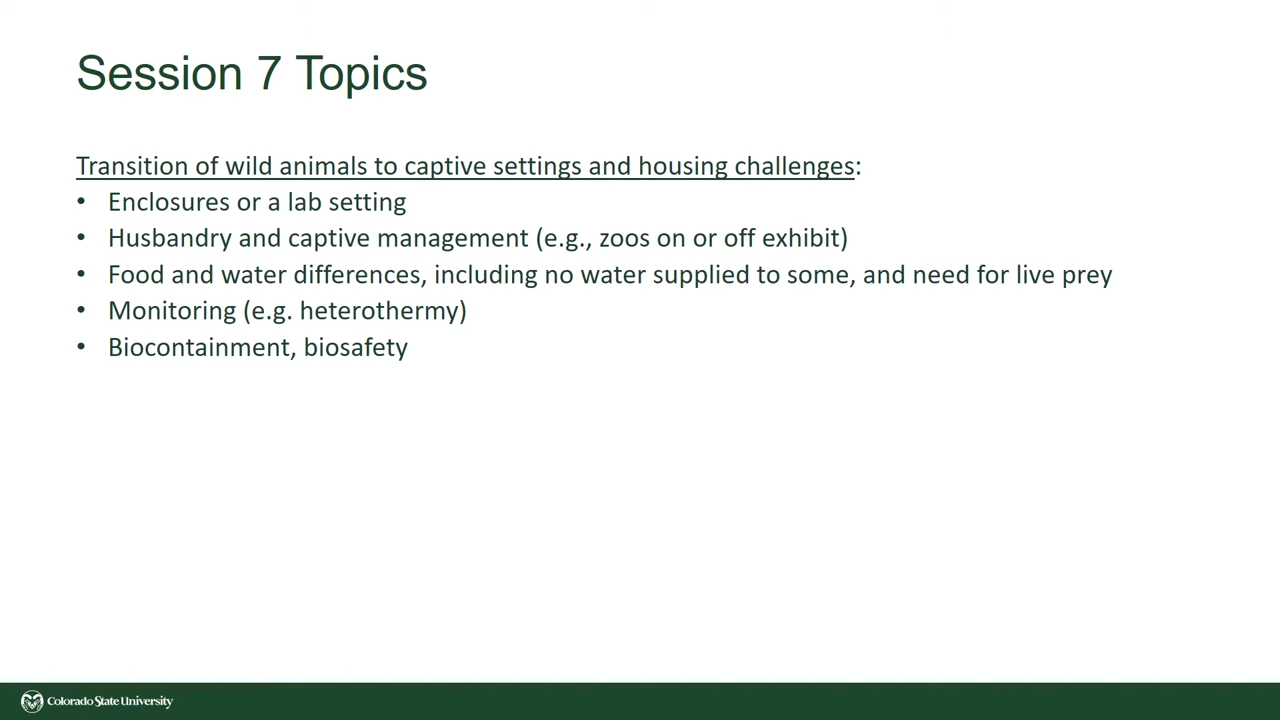 Session 7 Topics
Transition of wild animals to captive settings and housing challenges:
• Enclosures or a lab setting
• Husbandry and captive management (e.g., zoos on or off exhibit)
• Food and water differences, including no water supplied to some, and need for live prey
• Monitoring (e.g. heterothermy)
• Biocontainment, biosafety
Colorado State University